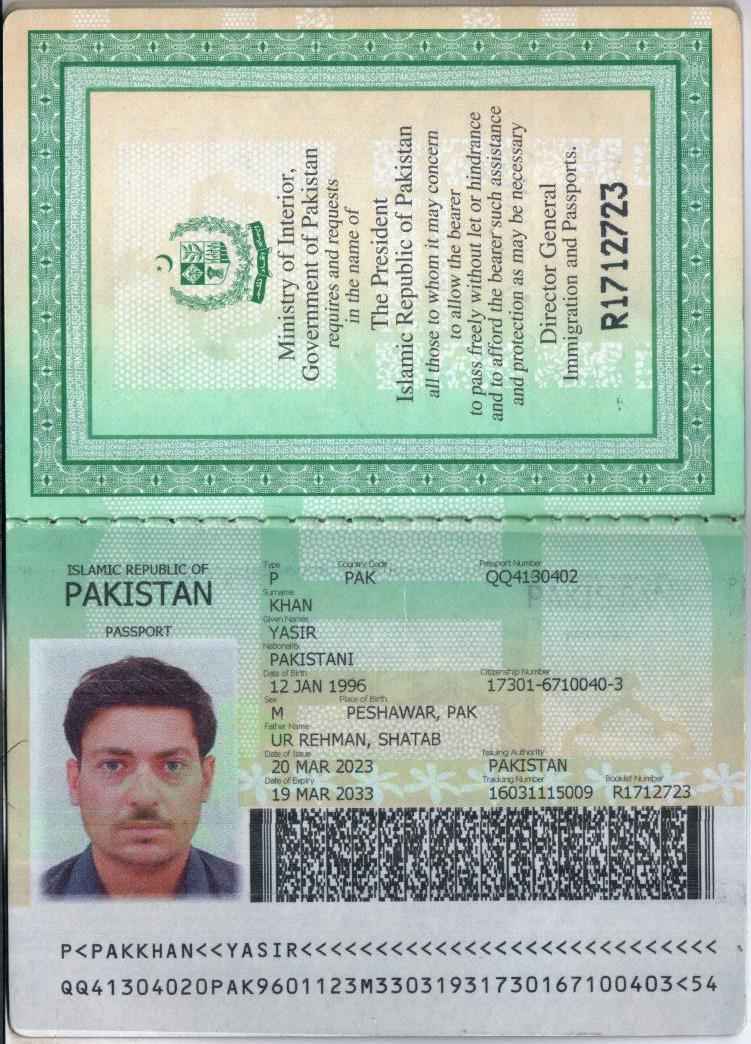 Ministry of Interior,
Government of Pakistan
requires and requests
in the name of
The President
Islamic Republic of Pakistan
all those to whom it may concern
to allow the bearer
to pass freely without let or hindrance
and to afford the bearer such assistance
and protection as may be necessary
Director General
Immigration and Passports.
R1712723
ISLAMIC REPUBLIC OF
PAKISTAN
PASSPORT
Type Country Code Passport Number
P PAK QQ4130402
Surname
KHAN
Given Names
YASIR
Nationality
PAKISTANI
Date of Birth Citizenship Number
12 JAN 1996 17301-6710040-3
Sex Place of Birth
M PESHAWAR, PAK
Father Name
UR REHMAN, SHATAB
Date of Issue Issuing Authority
20 MAR 2023 PAKISTAN
Date of Expiry Tracking Number Booklet Number
19 MAR 2033 16031115009 R1712723
P<PAKKHAN<<YASIR<<<<<<<<<<<<<<<<<<<<<<<<<<<<
QQ41304020PAK9601123M33031931730167100403<54